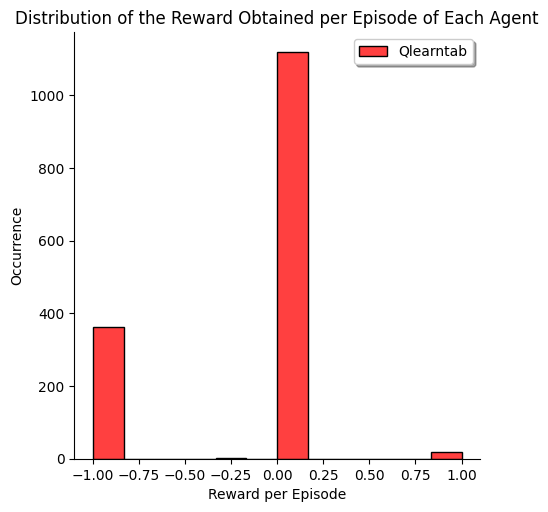 Distribution of the Reward Obtained per Episode of Each Agent
Qlearntab
Occurrence
1000
800
600
400
200
0
−1.00 −0.75 −0.50 −0.25 0.00 0.25 0.50 0.75 1.00
Reward per Episode